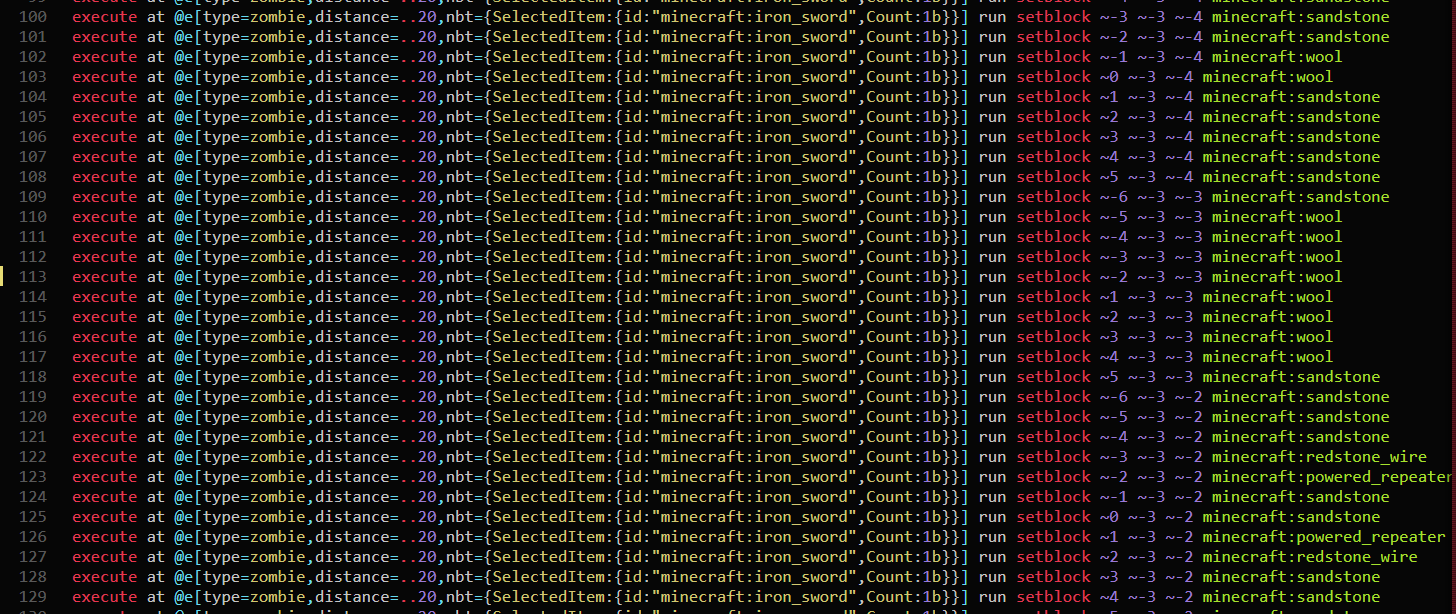 100 execute at @e[type=zombie,distance=..20,nbt={SelectedItem:{id:"minecraft:iron_sword",Count:1b}}] run setblock ~-3 ~-3 ~-4 minecraft:sandstone
101 execute at @e[type=zombie,distance=..20,nbt={SelectedItem:{id:"minecraft:iron_sword",Count:1b}}] run setblock ~-2 ~-3 ~-4 minecraft:sandstone
102 execute at @e[type=zombie,distance=..20,nbt={SelectedItem:{id:"minecraft:iron_sword",Count:1b}}] run setblock ~-1 ~-3 ~-4 minecraft:wool
103 execute at @e[type=zombie,distance=..20,nbt={SelectedItem:{id:"minecraft:iron_sword",Count:1b}}] run setblock ~0 ~-3 ~-4 minecraft:wool
104 execute at @e[type=zombie,distance=..20,nbt={SelectedItem:{id:"minecraft:iron_sword",Count:1b}}] run setblock ~1 ~-3 ~-4 minecraft:sandstone
105 execute at @e[type=zombie,distance=..20,nbt={SelectedItem:{id:"minecraft:iron_sword",Count:1b}}] run setblock ~2 ~-3 ~-4 minecraft:sandstone
106 execute at @e[type=zombie,distance=..20,nbt={SelectedItem:{id:"minecraft:iron_sword",Count:1b}}] run setblock ~3 ~-3 ~-4 minecraft:sandstone
107 execute at @e[type=zombie,distance=..20,nbt={SelectedItem:{id:"minecraft:iron_sword",Count:1b}}] run setblock ~4 ~-3 ~-4 minecraft:sandstone
108 execute at @e[type=zombie,distance=..20,nbt={SelectedItem:{id:"minecraft:iron_sword",Count:1b}}] run setblock ~5 ~-3 ~-4 minecraft:sandstone
109 execute at @e[type=zombie,distance=..20,nbt={SelectedItem:{id:"minecraft:iron_sword",Count:1b}}] run setblock ~-6 ~-3 ~-3 minecraft:sandstone
110 execute at @e[type=zombie,distance=..20,nbt={SelectedItem:{id:"minecraft:iron_sword",Count:1b}}] run setblock ~-5 ~-3 ~-3 minecraft:wool
111 execute at @e[type=zombie,distance=..20,nbt={SelectedItem:{id:"minecraft:iron_sword",Count:1b}}] run setblock ~-4 ~-3 ~-3 minecraft:wool
112 execute at @e[type=zombie,distance=..20,nbt={SelectedItem:{id:"minecraft:iron_sword",Count:1b}}] run setblock ~-3 ~-3 ~-3 minecraft:wool
113 execute at @e[type=zombie,distance=..20,nbt={SelectedItem:{id:"minecraft:iron_sword",Count:1b}}] run setblock ~-2 ~-3 ~-3 minecraft:wool
114 execute at @e[type=zombie,distance=..20,nbt={SelectedItem:{id:"minecraft:iron_sword",Count:1b}}] run setblock ~1 ~-3 ~-3 minecraft:wool
115 execute at @e[type=zombie,distance=..20,nbt={SelectedItem:{id:"minecraft:iron_sword",Count:1b}}] run setblock ~2 ~-3 ~-3 minecraft:wool
116 execute at @e[type=zombie,distance=..20,nbt={SelectedItem:{id:"minecraft:iron_sword",Count:1b}}] run setblock ~3 ~-3 ~-3 minecraft:wool
117 execute at @e[type=zombie,distance=..20,nbt={SelectedItem:{id:"minecraft:iron_sword",Count:1b}}] run setblock ~4 ~-3 ~-3 minecraft:wool
118 execute at @e[type=zombie,distance=..20,nbt={SelectedItem:{id:"minecraft:iron_sword",Count:1b}}] run setblock ~5 ~-3 ~-3 minecraft:sandstone
119 execute at @e[type=zombie,distance=..20,nbt={SelectedItem:{id:"minecraft:iron_sword",Count:1b}}] run setblock ~-6 ~-3 ~-2 minecraft:sandstone
120 execute at @e[type=zombie,distance=..20,nbt={SelectedItem:{id:"minecraft:iron_sword",Count:1b}}] run setblock ~-5 ~-3 ~-2 minecraft:sandstone
121 execute at @e[type=zombie,distance=..20,nbt={SelectedItem:{id:"minecraft:iron_sword",Count:1b}}] run setblock ~-4 ~-3 ~-2 minecraft:sandstone
122 execute at @e[type=zombie,distance=..20,nbt={SelectedItem:{id:"minecraft:iron_sword",Count:1b}}] run setblock ~-3 ~-3 ~-2 minecraft:redstone_wire
123 execute at @e[type=zombie,distance=..20,nbt={SelectedItem:{id:"minecraft:iron_sword",Count:1b}}] run setblock ~-2 ~-3 ~-2 minecraft:powered_repeater
124 execute at @e[type=zombie,distance=..20,nbt={SelectedItem:{id:"minecraft:iron_sword",Count:1b}}] run setblock ~-1 ~-3 ~-2 minecraft:sandstone
125 execute at @e[type=zombie,distance=..20,nbt={SelectedItem:{id:"minecraft:iron_sword",Count:1b}}] run setblock ~0 ~-3 ~-2 minecraft:sandstone
126 execute at @e[type=zombie,distance=..20,nbt={SelectedItem:{id:"minecraft:iron_sword",Count:1b}}] run setblock ~1 ~-3 ~-2 minecraft:powered_repeater
127 execute at @e[type=zombie,distance=..20,nbt={SelectedItem:{id:"minecraft:iron_sword",Count:1b}}] run setblock ~2 ~-3 ~-2 minecraft:redstone_wire
128 execute at @e[type=zombie,distance=..20,nbt={SelectedItem:{id:"minecraft:iron_sword",Count:1b}}] run setblock ~3 ~-3 ~-2 minecraft:sandstone
129 execute at @e[type=zombie,distance=..20,nbt={SelectedItem:{id:"minecraft:iron_sword",Count:1b}}] run setblock ~4 ~-3 ~-2 minecraft:sandstone